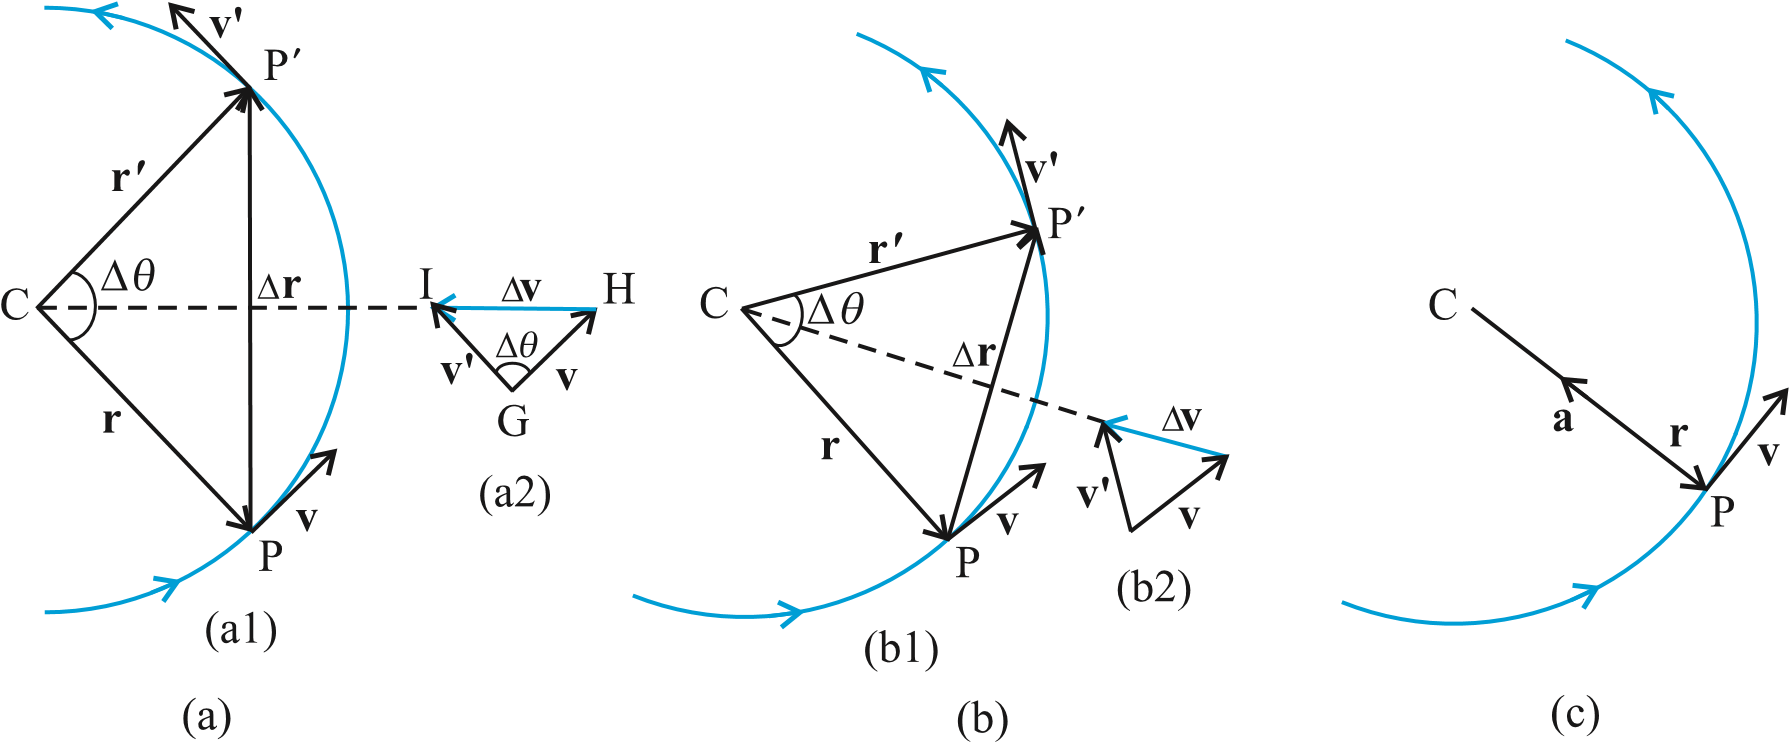 v'
P′
r′
Δθ
C
Δr
r
v
P
(a1)
I
Δv
H
Δθ
v'
v
G
(a2)
(a)
v'
P′
r′
C
Δθ
Δr
r
v
P
(b1)
Δv
v'
v
(b2)
(b)
C
a
r
v
P
(c)